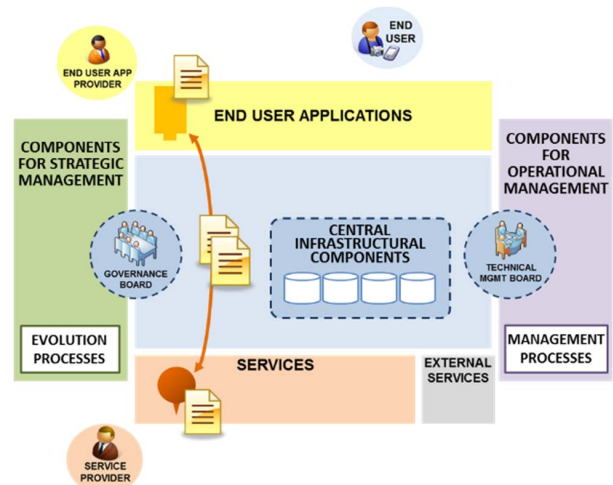 END
USER
END USER APP
PROVIDER
END USER APPLICATIONS
COMPONENTS
FOR STRATEGIC
MANAGEMENT
COMPONENTS
FOR
OPERATIONAL
MANAGEMENT
CENTRAL
INFRASTRUCTURAL
COMPONENTS
GOVERNANCE
BOARD
TECHNICAL
MGMT BOARD
EVOLUTION
PROCESSES
MANAGEMENT
PROCESSES
SERVICES
EXTERNAL
SERVICES
SERVICE
PROVIDER